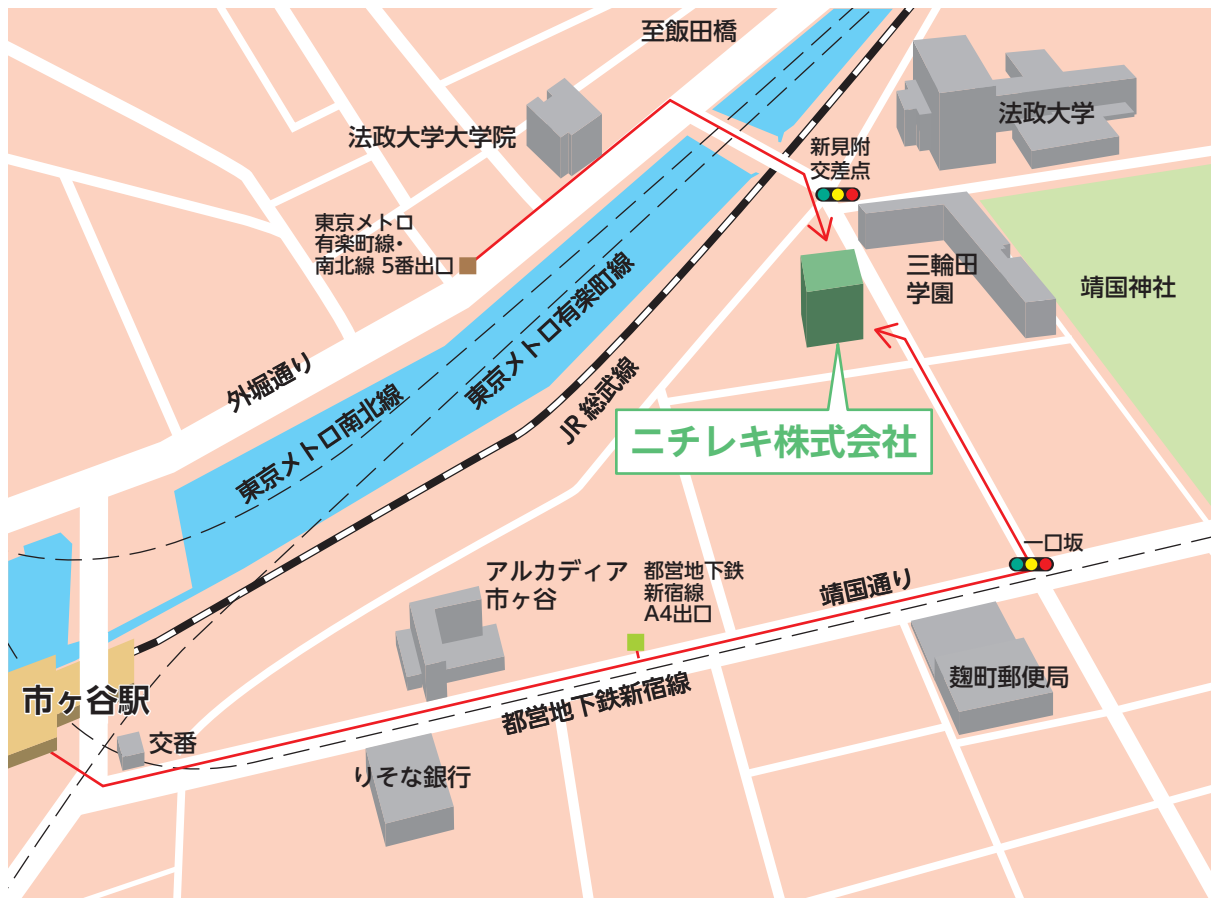 至飯田橋
法政大学大学院
法政大学
新見附
交差点
東京メトロ
有楽町線・
南北線 5番出口
三輪田
学園
靖国神社
外堀通り
東京メトロ南北線
東京メトロ有楽町線
JR 総武線
ニチレキ株式会社
一口坂
アルカディア
市ヶ谷
都営地下鉄
新宿線
A4出口
靖国通り
都営地下鉄新宿線
麹町郵便局
市ヶ谷駅
交番
りそな銀行